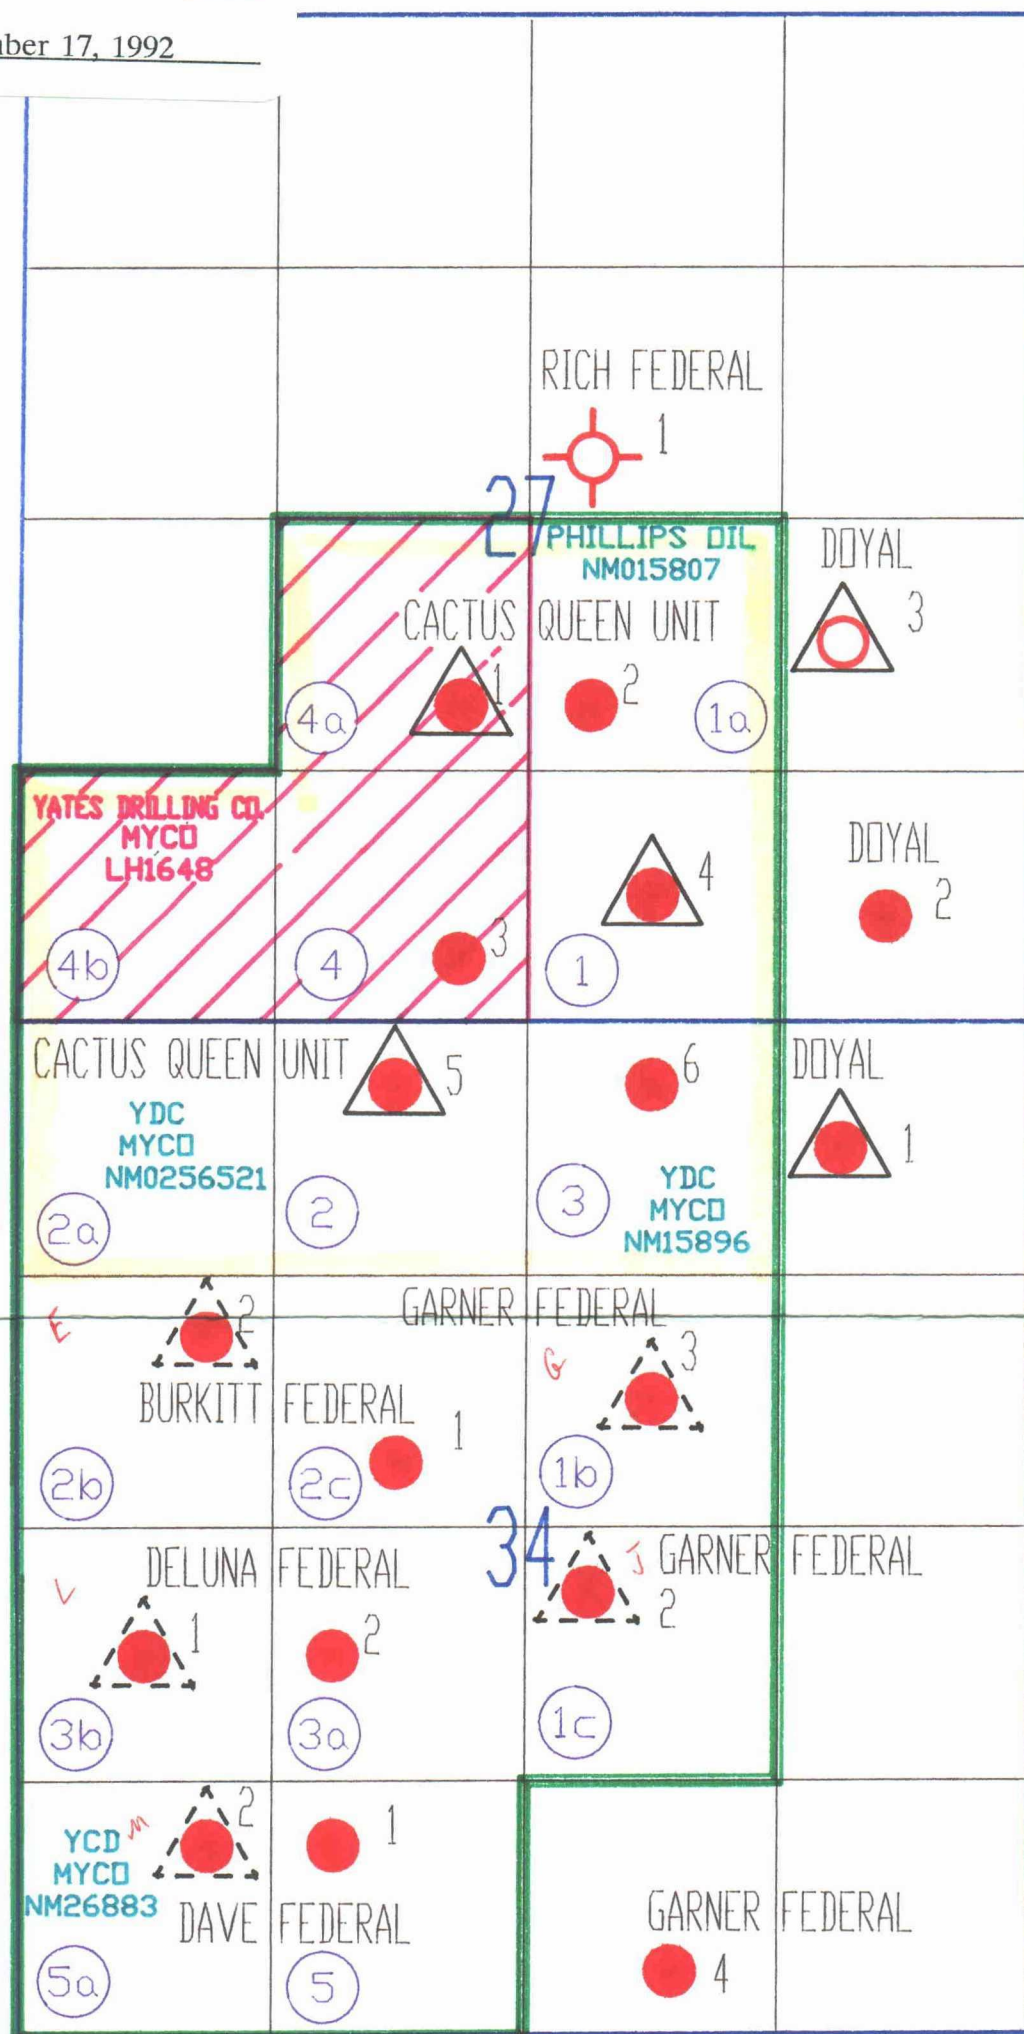 ber 17, 1992
RICH FEDERAL
1
27
PHILLIPS OIL
NM015807
DOYAL
3
CACTUS QUEEN UNIT
1
2
4a
1a
YATES DRILLING CO.
MYCO
LH1648
DOYAL
4
2
3
4b
4
1
CACTUS QUEEN UNIT
5
6
DOYAL
1
YDC
MYCO
NM0256521
YDC
MYCO
NM15896
2a
2
3
E
2
GARNER FEDERAL
G
3
BURKITT FEDERAL
1
2b
2c
1b
34
DELUNA FEDERAL
J
GARNER FEDERAL
L
1
2
2
3b
3a
1c
2
1
YCD
M
MYCO
NM26883
DAVE FEDERAL
GARNER FEDERAL
4
5a
5